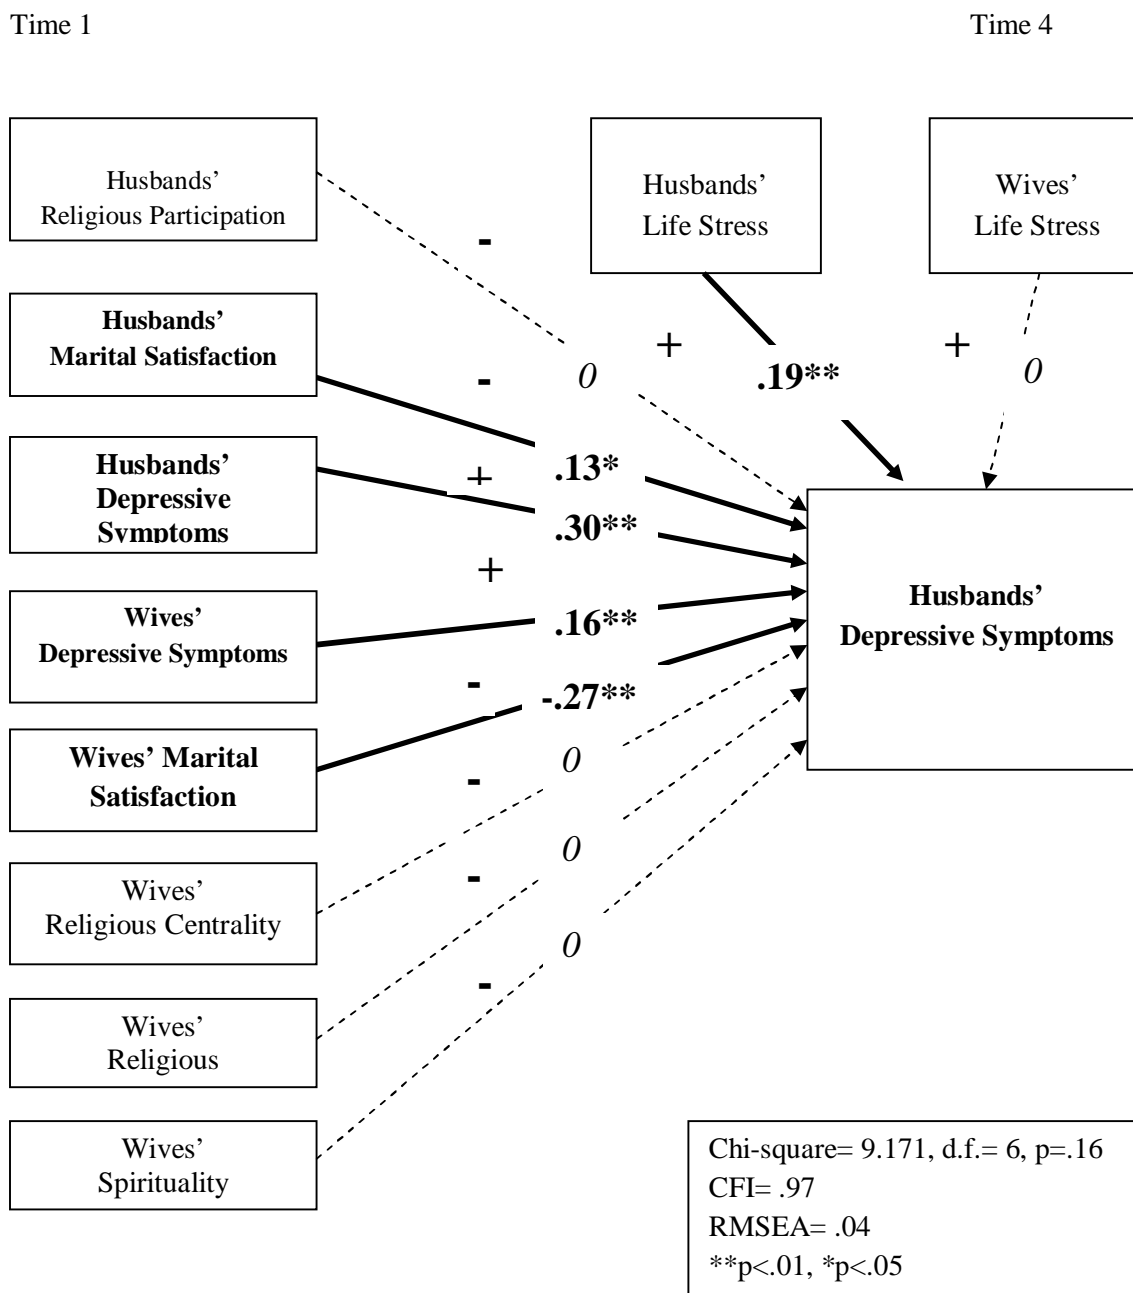 Time 1
Time 4
Husbands’
Religious Participation
Husbands’
Life Stress
Wives’
Life Stress
-
Husbands’
Marital Satisfaction
+
.19**
+
0
-
0
Husbands’
Depressive
Symptoms
+
.13*
.30**
+
Wives’
Depressive Symptoms
.16**
Husbands’
Depressive Symptoms
-
-.27**
Wives’ Marital
Satisfaction
-
0
Wives’
Religious Centrality
-
0
-
0
Wives’
Religious
Wives’
Spirituality
Chi-square= 9.171, d.f.= 6, p=.16
CFI= .97
RMSEA= .04
**p<.01, *p<.05